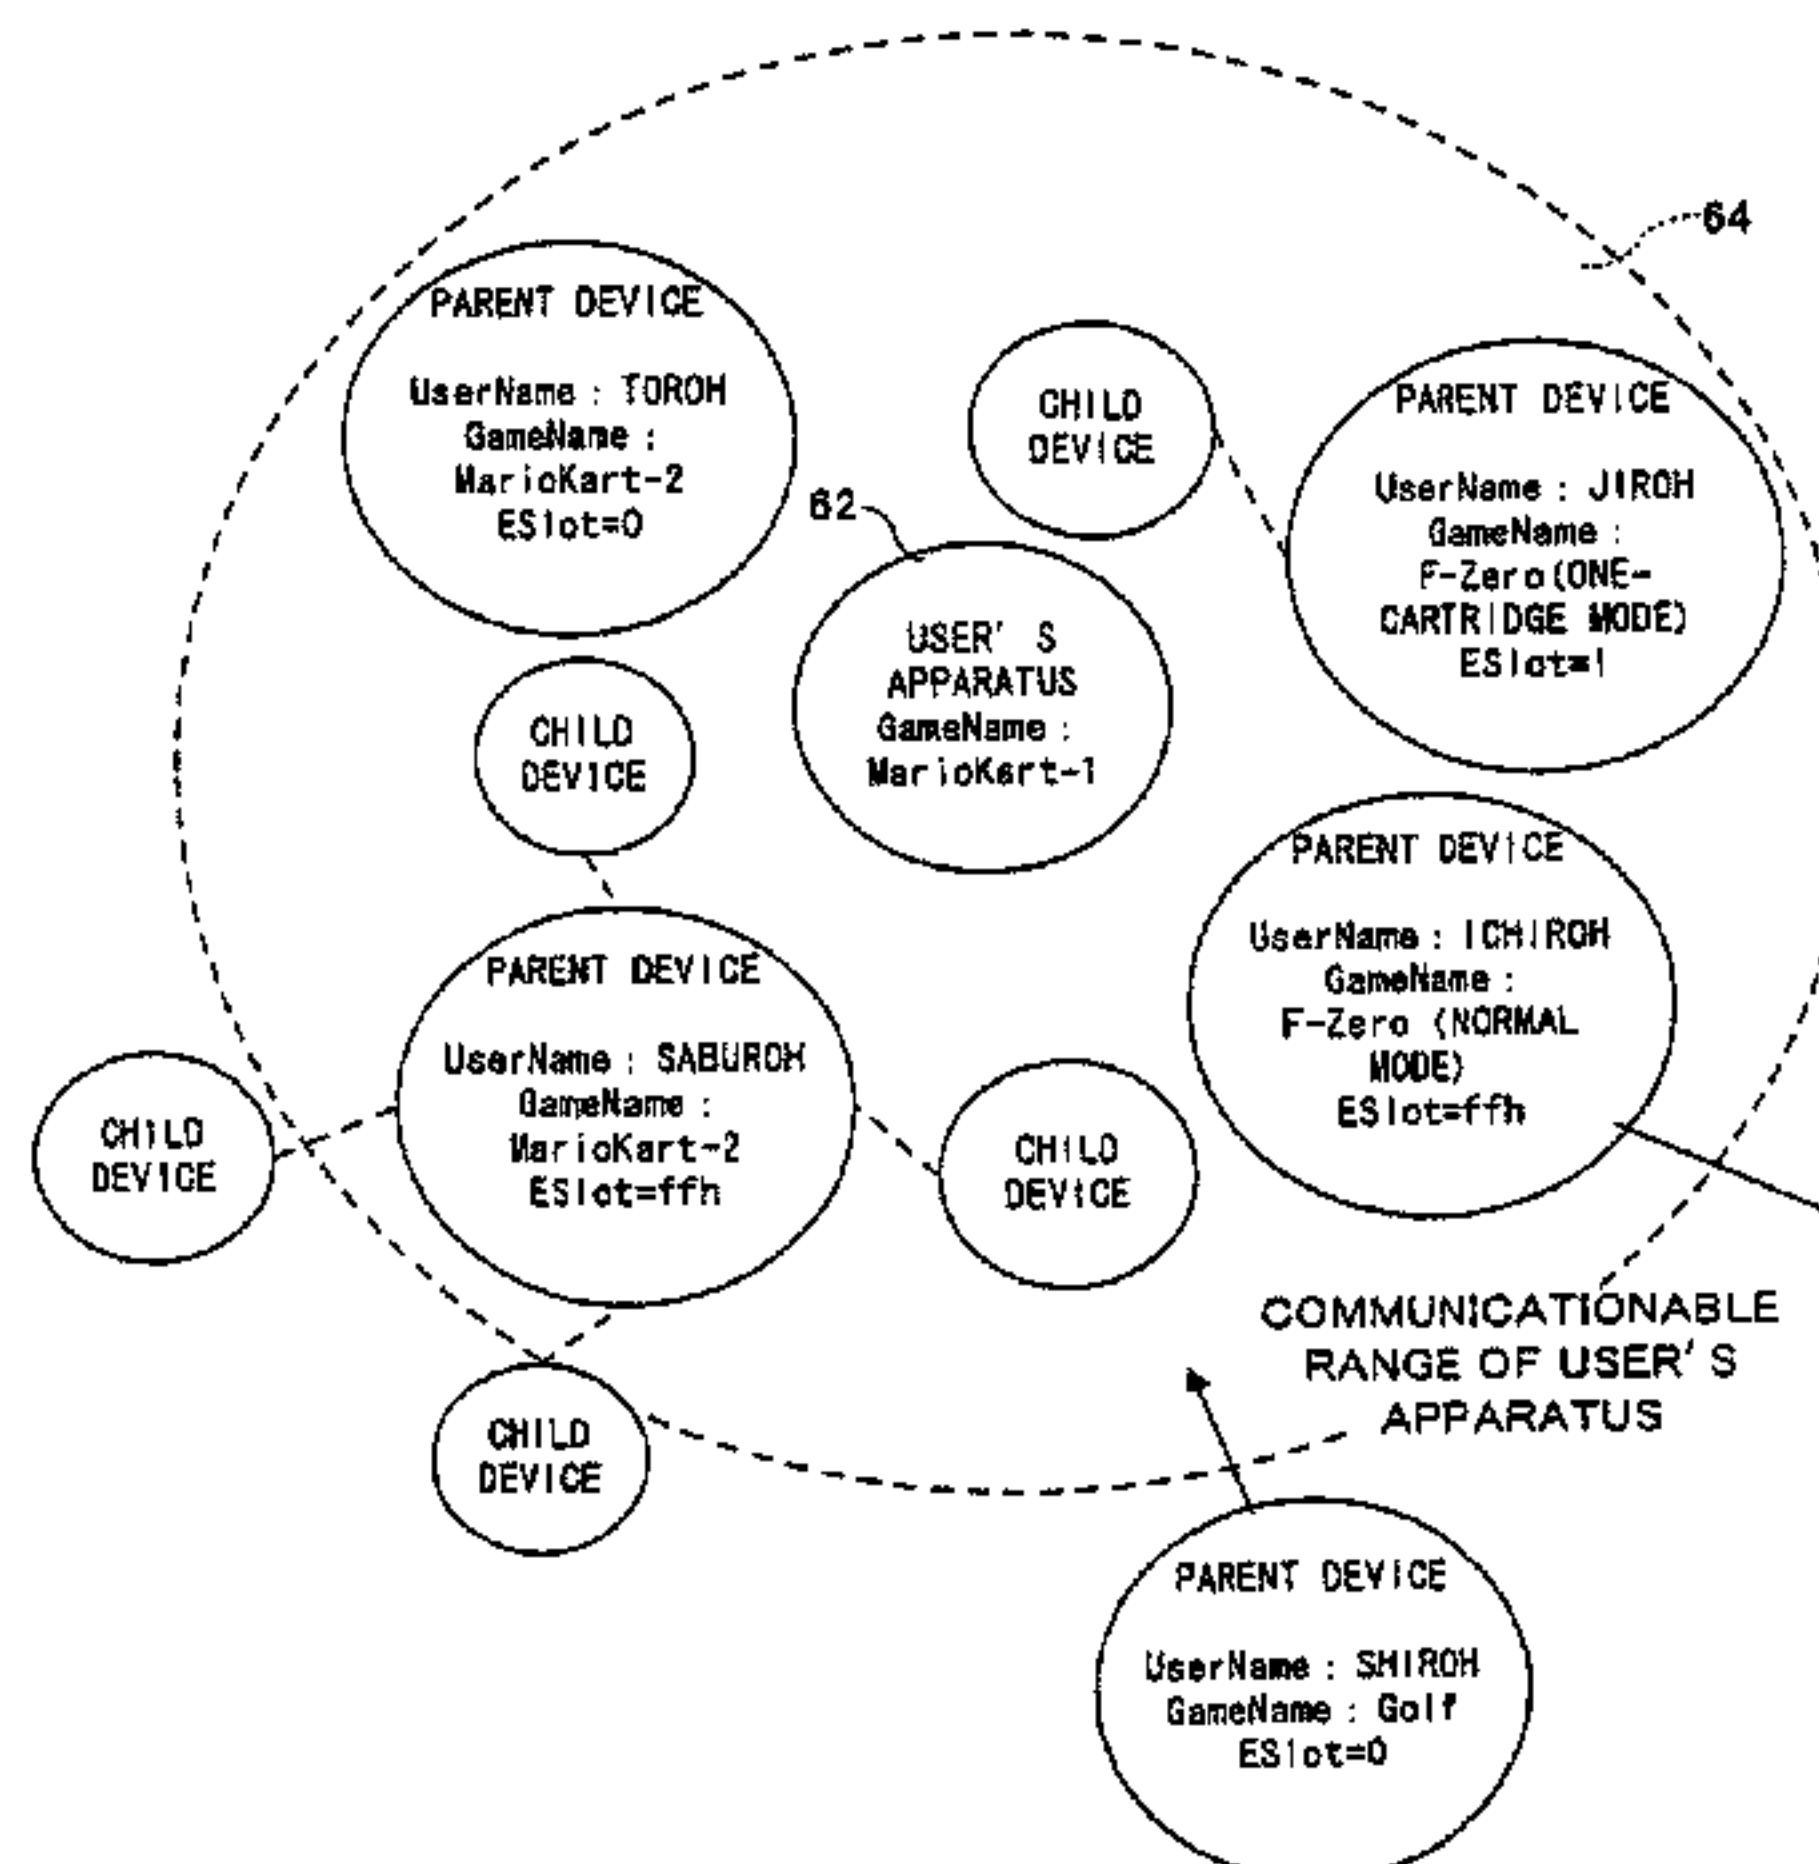 64
PARENT DEVICE
UserName : TOROH
GameName :
MarioKart-2
ESlot=0
CHILD
DEVICE
PARENT DEVICE
UserName : JIROH
GameName :
F-Zero(ONE-
CARTRIDGE MODE)
ESlot=1
62
USER'S
APPARATUS
GameName :
MarioKart-1
CHILD
DEVICE
PARENT DEVICE
UserName : ICHIROH
GameName :
F-Zero (NORMAL
MODE)
ESlot=ffh
PARENT DEVICE
UserName : SABUROH
GameName :
MarioKart-2
ESlot=ffh
CHILD
DEVICE
CHILD
DEVICE
CHILD
DEVICE
COMMUNICATIONABLE
RANGE OF USER'S
APPARATUS
PARENT DEVICE
UserName : SHIROH
GameName : Golf
ESlot=0